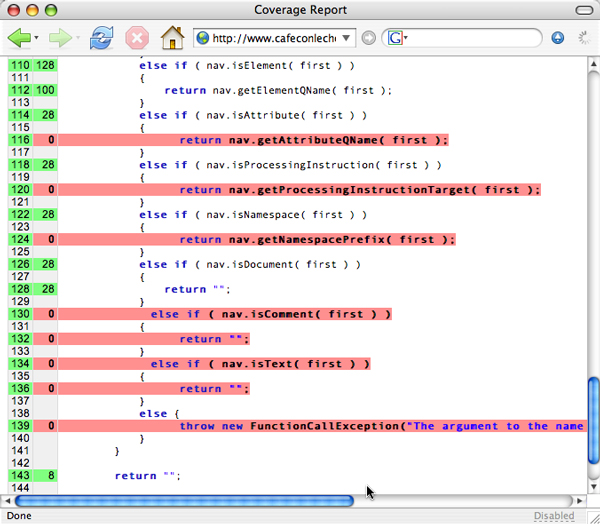 Coverage Report
http://www.cafeconlech
G
110 128 else if ( nav.isElement( first ) )
111 {
112 100 return nav.getElementQName( first );
113 }
114 28 else if ( nav.isAttribute( first ) )
115 {
116 0 return nav.getAttributeQName( first );
117 }
118 28 else if ( nav.isProcessingInstruction( first ) )
119 {
120 0 return nav.getProcessingInstructionTarget( first );
121 }
122 28 else if ( nav.isNamespace( first ) )
123 {
124 0 return nav.getNamespacePrefix( first );
125 }
126 28 else if ( nav.isDocument( first ) )
127 {
128 28 return "";
129 }
130 0 else if ( nav.isComment( first ) )
131 {
132 0 return "";
133 }
134 0 else if ( nav.isText( first ) )
135 {
136 0 return "";
137 }
138 else {
139 0 throw new FunctionCallException("The argument to the name
140 }
141 }
142
143 8 return "";
144
Done Disabled